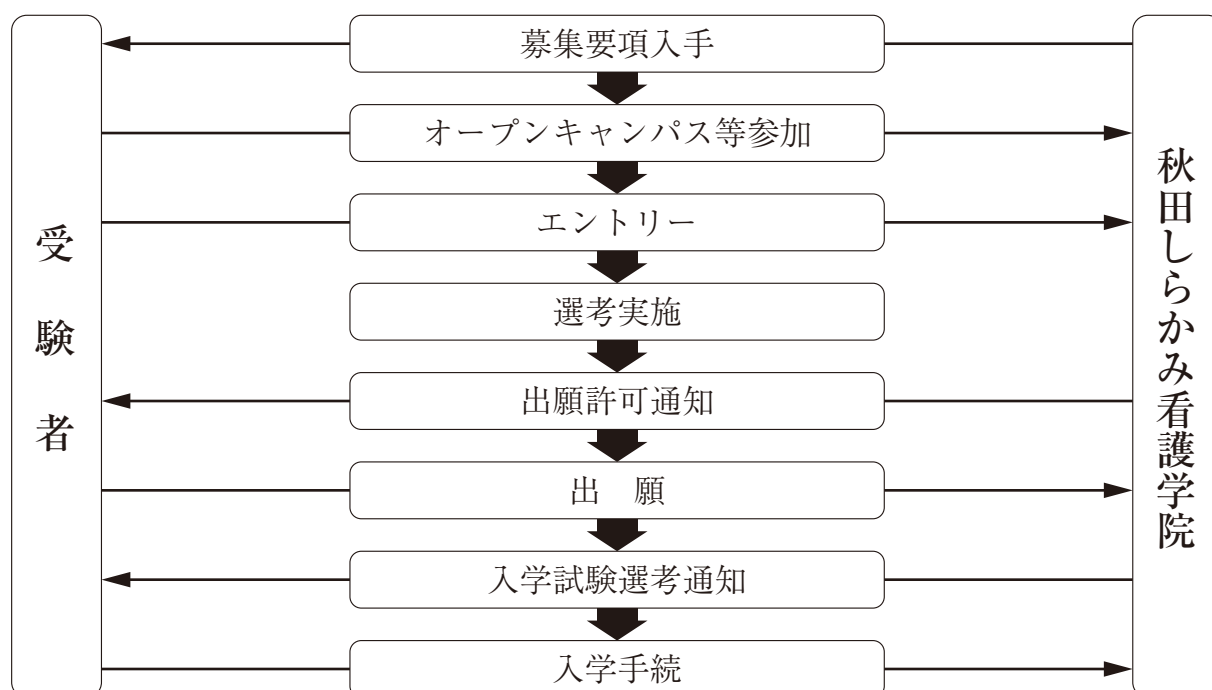 受験者
募集要項入手
オープンキャンパス等参加
エントリー
選考実施
出願許可通知
出　願
入学試験選考通知
入学手続
秋田しらかみ看護学院